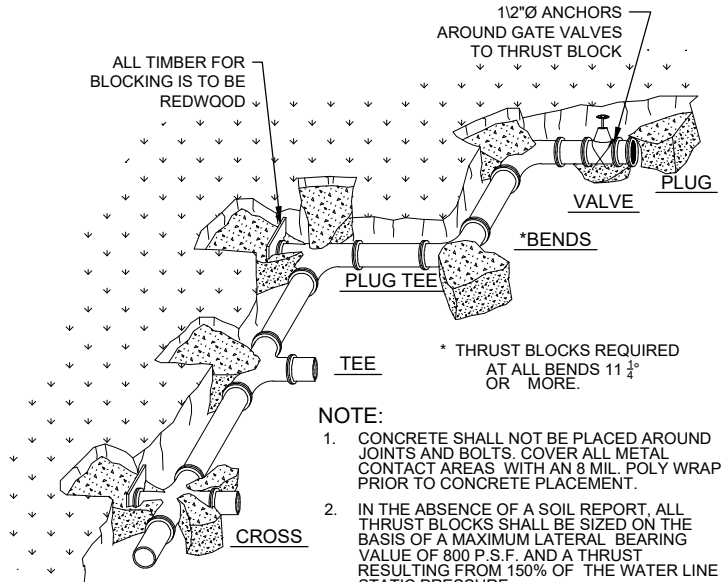 1\2"Ø ANCHORS
AROUND GATE VALVES
TO THRUST BLOCK
ALL TIMBER FOR
BLOCKING IS TO BE
REDWOOD
PLUG
VALVE
*BENDS
PLUG TEE
TEE
* THRUST BLOCKS REQUIRED
AT ALL BENDS 11 1/4°
OR MORE.
NOTE:
1. CONCRETE SHALL NOT BE PLACED AROUND
JOINTS AND BOLTS. COVER ALL METAL
CONTACT AREAS WITH AN 8 MIL. POLY WRAP
PRIOR TO CONCRETE PLACEMENT.
CROSS
2. IN THE ABSENCE OF A SOIL REPORT, ALL
THRUST BLOCKS SHALL BE SIZED ON THE
BASIS OF A MAXIMUM LATERAL BEARING
VALUE OF 800 P.S.F. AND A THRUST
RESULTING FROM 150% OF THE WATER LINE
STATIC PRESSURE